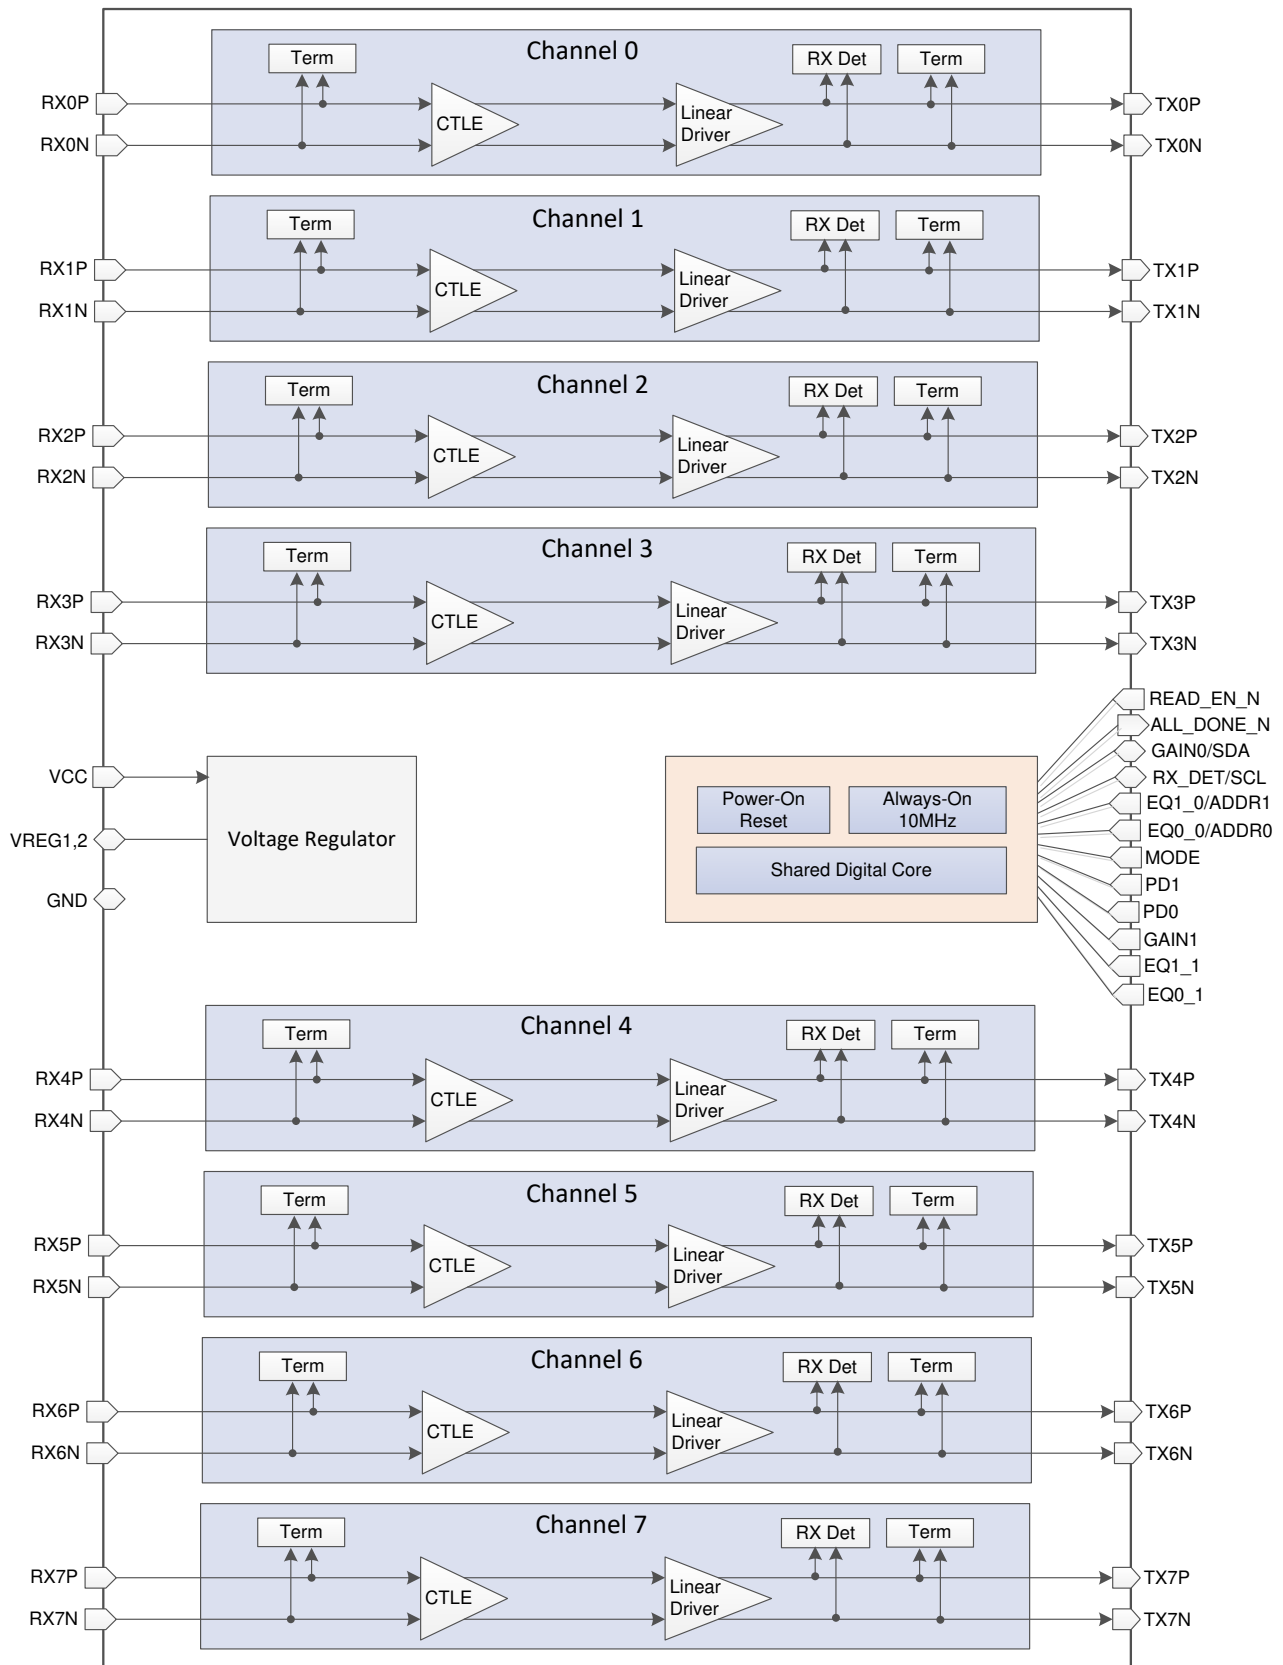 Channel 0
Term
RX Det
Term
RX0P
CTLE
Linear
Driver
TX0P
RX0N
TX0N
Channel 1
Term
RX Det
Term
RX1P
CTLE
Linear
Driver
TX1P
RX1N
TX1N
Channel 2
Term
RX Det
Term
RX2P
CTLE
Linear
Driver
TX2P
RX2N
TX2N
Channel 3
Term
RX Det
Term
RX3P
CTLE
Linear
Driver
TX3P
RX3N
TX3N
VCC
VREG1,2
GND
Voltage Regulator
Power-On
Reset
Always-On
10MHz
Shared Digital Core
READ_EN_N
ALL_DONE_N
GAIN0/SDA
RX_DET/SCL
EQ1_0/ADDR1
EQ0_0/ADDR0
MODE
PD1
PD0
GAIN1
EQ1_1
EQ0_1
Channel 4
Term
RX Det
Term
RX4P
CTLE
Linear
Driver
TX4P
RX4N
TX4N
Channel 5
Term
RX Det
Term
RX5P
CTLE
Linear
Driver
TX5P
RX5N
TX5N
Channel 6
Term
RX Det
Term
RX6P
CTLE
Linear
Driver
TX6P
RX6N
TX6N
Channel 7
Term
RX Det
Term
RX7P
CTLE
Linear
Driver
TX7P
RX7N
TX7N